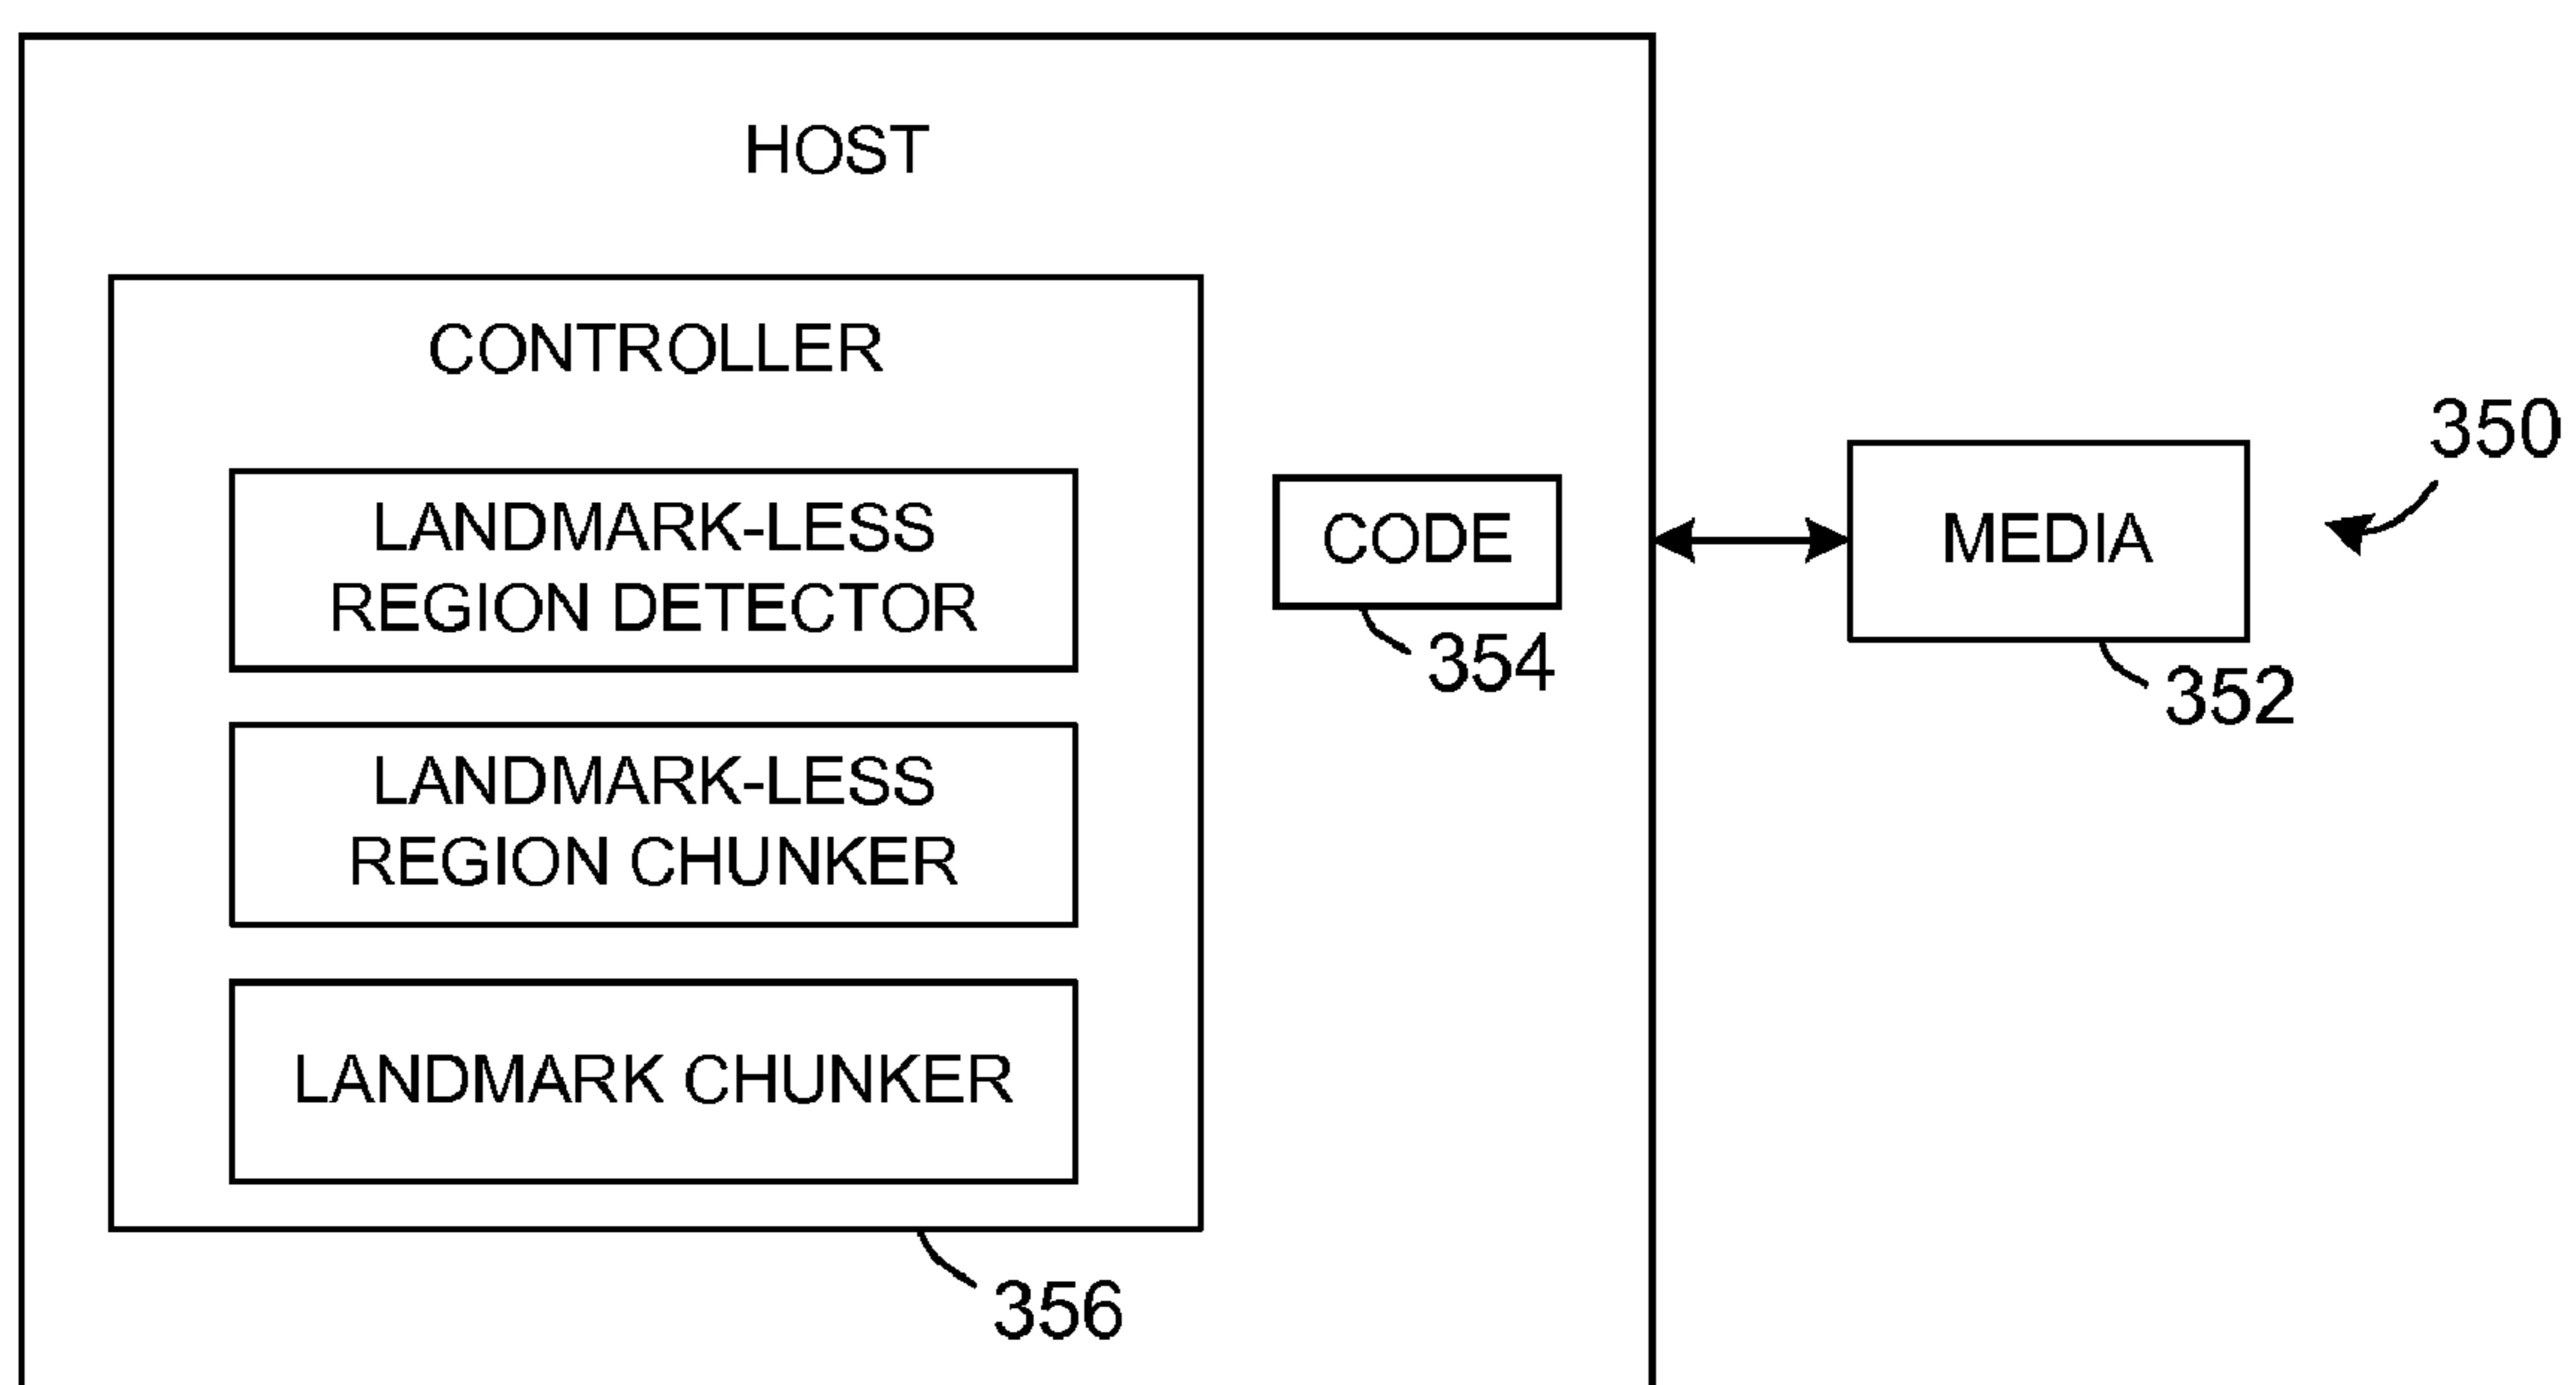 HOST
CONTROLLER
LANDMARK-LESS
REGION DETECTOR
LANDMARK-LESS
REGION CHUNKER
LANDMARK CHUNKER
356
CODE
354
MEDIA
352
350